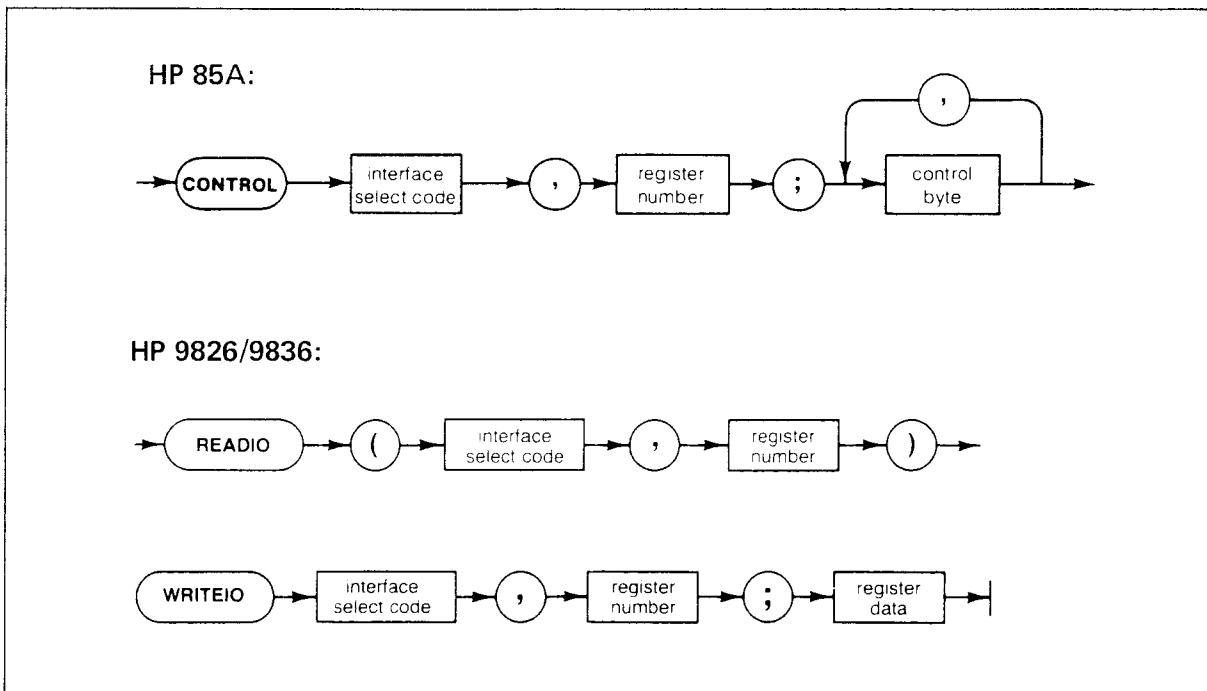 HP 85A:
,
CONTROL interface select code , register number ; control byte
HP 9826/9836:
READIO ( interface select code , register number )
WRITEIO interface select code , register number ; register data